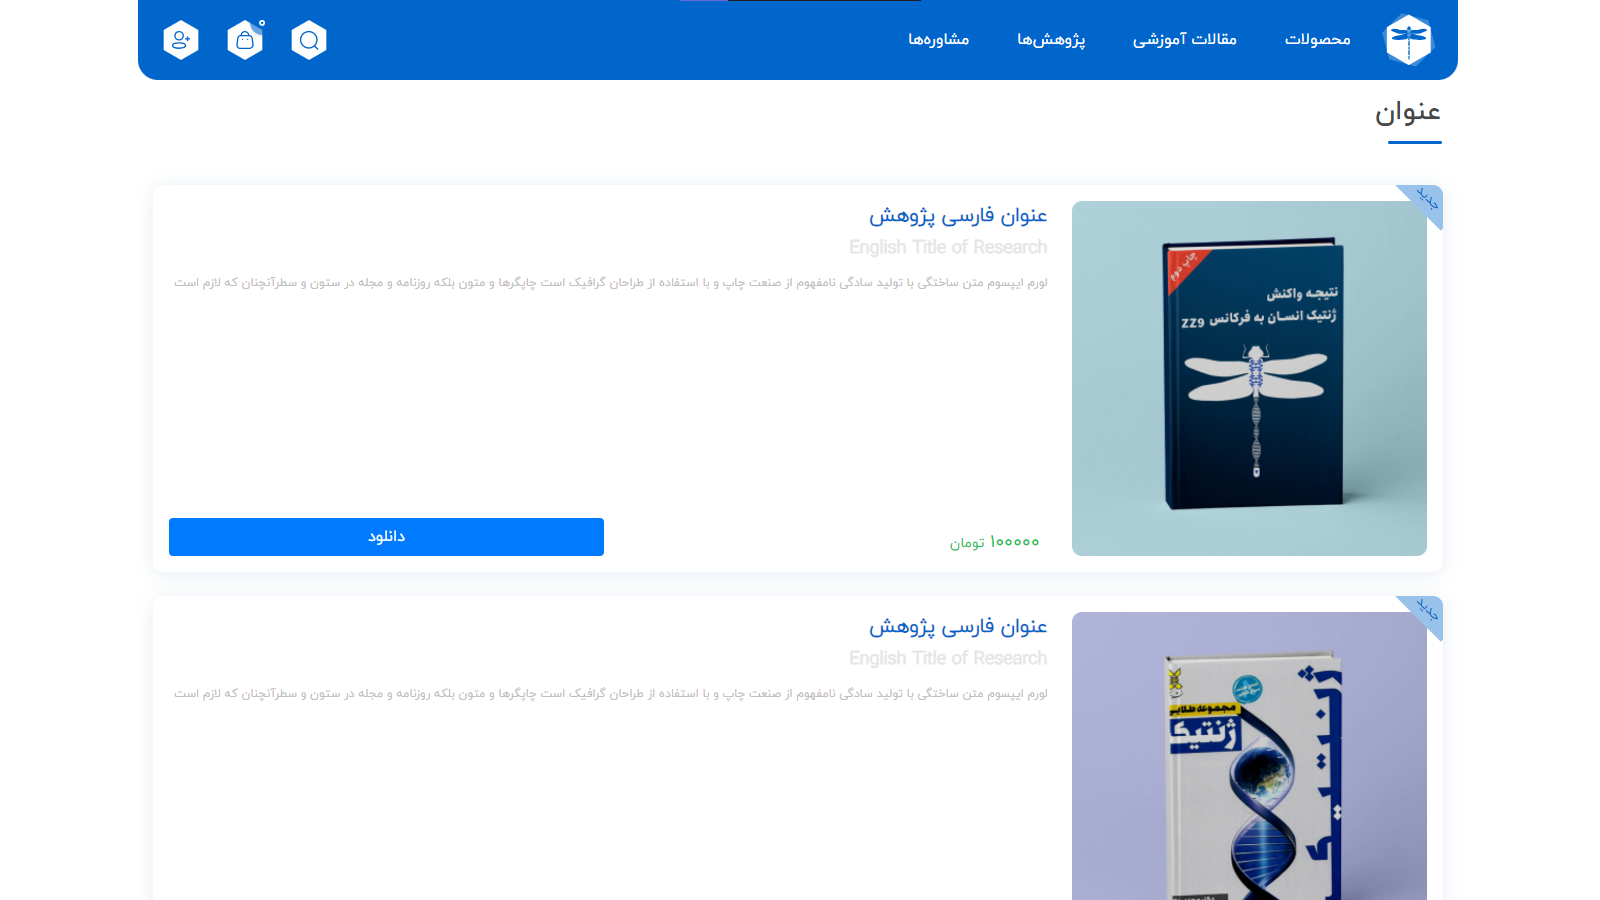 محصولات
مقالات آموزشی
پژوهش‌ها
مشاوره‌ها
عنوان
جدید
چاپ دوم
نتیجه واکنش
ژنتیک انسان به فرکانس ZZ9
عنوان فارسی پژوهش
English Title of Research
لورم ایپسوم متن ساختگی با تولید سادگی نامفهوم از صنعت چاپ و با استفاده از طراحان گرافیک است چاپگرها و متون بلکه روزنامه و مجله در ستون و سطرآنچنان که لازم است
۱۰۰۰۰۰ تومان
دانلود
جدید
مجموعه طلایی
ژنتیک
ژنتیک
عنوان فارسی پژوهش
English Title of Research
لورم ایپسوم متن ساختگی با تولید سادگی نامفهوم از صنعت چاپ و با استفاده از طراحان گرافیک است چاپگرها و متون بلکه روزنامه و مجله در ستون و سطرآنچنان که لازم است